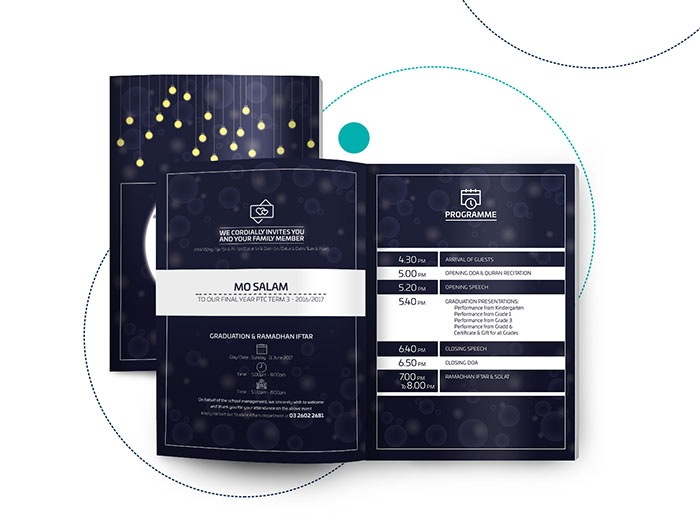 WE CORDIALLY INVITES YOU
AND YOUR FAMILY MEMBER
MO SALAM
TO OUR FINAL YEAR PTC TERM 3 - 2016/2017
GRADUATION & RAMADHAN IFTAR
Day/Date : Sunday, 11 June 2017
Time : 5.00pm - 8.00pm
Time : 5.00pm - 8.00pm
On behalf of the school management, we sincerely wish to welcome
and thank you for your attendance on the above event
03 2602 2681
PROGRAMME
4.30 PM ARRIVAL OF GUESTS
5.00 PM OPENING DOA & QURAN RECITATION
5.20 PM OPENING SPEECH
5.40 PM GRADUATION PRESENTATIONS:
Performance from Kindergarten
Performance from Grade 1
Performance from Grade 3
Performance from Gradd 6
Certificate & Gift for all Grades
6.40 PM CLOSING SPEECH
6.50 PM CLOSING DOA
7.00 PM RAMADHAN IFTAR & SOLAT
To 8.00 PM